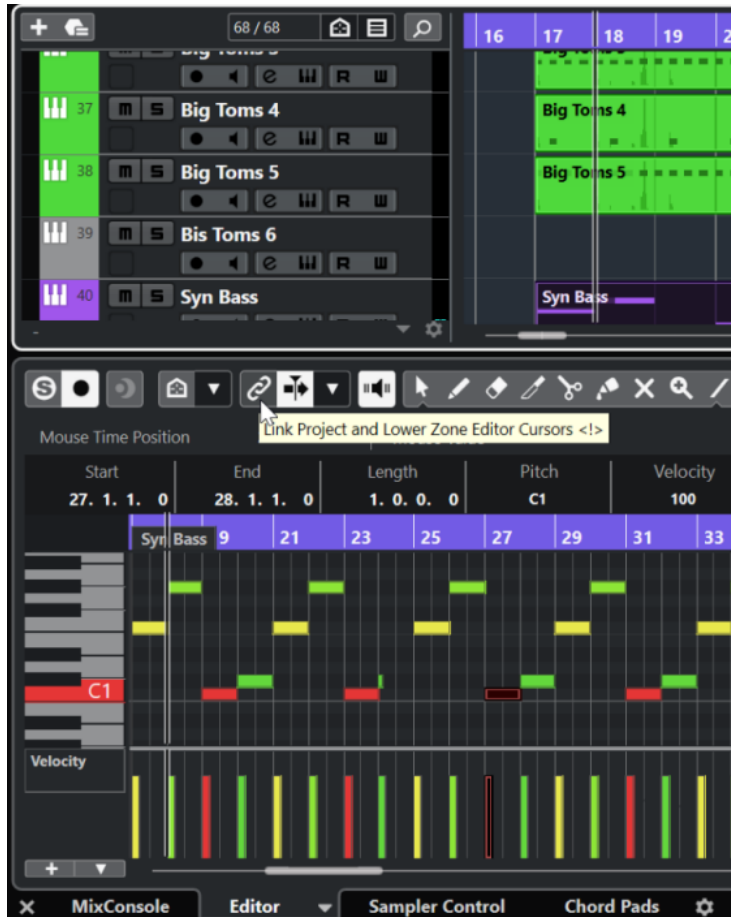 68 / 68
16 17 18 19
37 m S Big Toms 4
R W
Big Toms 4
38 m S Big Toms 5
R W
Big Toms 5
39 m S Bis Toms 6
R W
40 m S Syn Bass
Syn Bass
-
S
Mouse Time Position
Link Project and Lower Zone Editor Cursors <!>
Start End Length Pitch Velocity
27. 1. 1. 0 28. 1. 1. 0 1. 0. 0. 0 C1 100
Syn Bass 9 21 23 25 27 29 31 33
C1
Velocity
MixConsole Editor Sampler Control Chord Pads